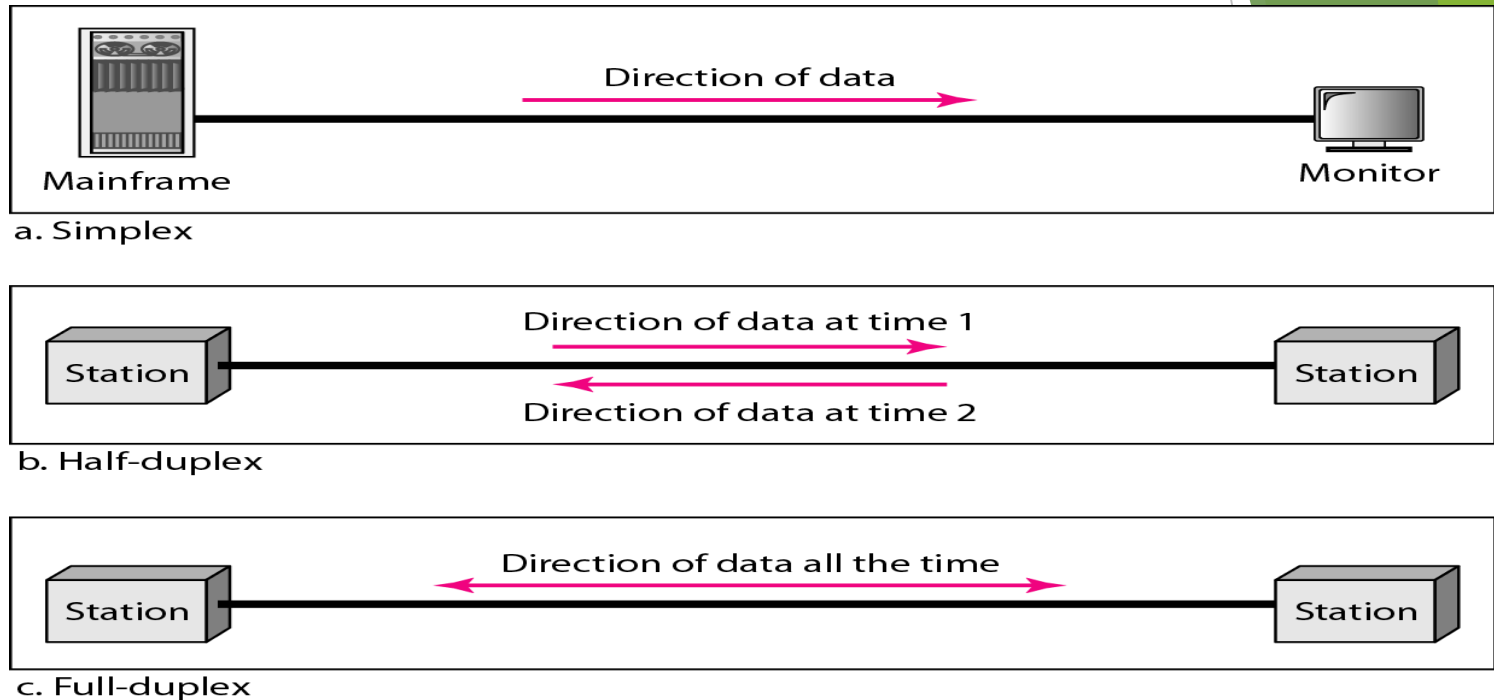 Direction of data
Mainframe
Monitor
a. Simplex
Direction of data at time 1
Station
Station
Direction of data at time 2
b. Half-duplex
Direction of data all the time
Station
Station
c. Full-duplex